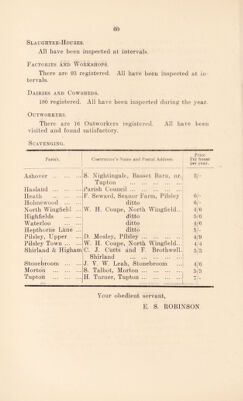 60
SLAUGHTER-HOUSES.
All have been inspected at intervals.
FACTORIES AND WORKSHOPS.
There are 93 registered. All have been inspected at in-
tervals.
DAIRIES AND COWSHEDS.
180 registered. All have been inspected during the year.
OUTWORKERS.
There are 16 Outworkers registered. All have been
visited and found satisfactory.
SCAVENGING.
Parish. Contractor's Name and Postal Address. Price Per house per year.
Ashover ... ... ... S. Nightingale, Basset Barn, nr. 3/-
Tupton ... ... ... ...
Hasland ... ... ... Parish Council ... ... ... ...
Heath ... ... ... F. Seward, Senior Farm, Pilsley 6/-
Holmewood ... ... ditto 6/-
North Wingfield ... W. H. Coupe, North Wingfield.. 4/6
Highfields ... ... ditto 5/6
Waterloo ... ... ditto 4/6
Hepthorne Lane ... ditto 5/-
Pilsley, Upper ... D. Mosley, Pilsley ... ... ... 4/9
Pilsley Town ... ... W. H. Coupe, North Wingfield. 4/4
Shirland & Higham C. J. Cutts and F. Brothwell, 5/3
Shirland ... ... ... ...
Stonebroom ... ... J. V. W. Leah, Stonebroom ... 4/6
Morton ... ... ... S. Talbot, Morton ... ... ... 5/3
Tupton ... ... ... H. Turner, Tupton ... ... ... 7/-
Your obedient servant,
E. S. ROBINSON.